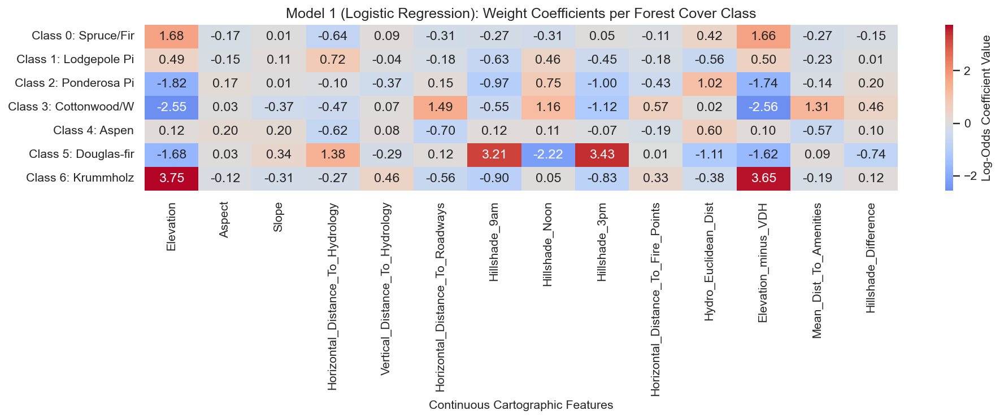 Model 1 (Logistic Regression): Weight Coefficients per Forest Cover Class
Class 0: Spruce/Fir 1.68 -0.17 0.01 -0.64 0.09 -0.31 -0.27 -0.31 0.05 -0.11 0.42 1.66 -0.27 -0.15
Class 1: Lodgepole Pi 0.49 -0.15 0.11 0.72 -0.04 -0.18 -0.63 0.46 -0.45 -0.18 -0.56 0.50 -0.23 0.01
Class 2: Ponderosa Pi -1.82 0.17 0.01 -0.10 -0.37 0.15 -0.97 0.75 -1.00 -0.43 1.02 -1.74 -0.14 0.20
Class 3: Cottonwood/W -2.55 0.03 -0.37 -0.47 0.07 1.49 -0.55 1.16 -1.12 0.57 0.02 -2.56 1.31 0.46
Class 4: Aspen 0.12 0.20 0.20 -0.62 0.08 -0.70 0.12 0.11 -0.07 -0.19 0.60 0.10 -0.57 0.10
Class 5: Douglas-fir -1.68 0.03 0.34 1.38 -0.29 0.12 3.21 -2.22 3.43 0.01 -1.11 -1.62 0.09 -0.74
Class 6: Krummholz 3.75 -0.12 -0.31 -0.27 0.46 -0.56 -0.90 0.05 -0.83 0.33 -0.38 3.65 -0.19 0.12
Elevation
Aspect
Slope
Horizontal_Distance_To_Hydrology
Vertical_Distance_To_Hydrology
Horizontal_Distance_To_Roadways
Hillshade_9am
Hillshade_Noon
Hillshade_3pm
Horizontal_Distance_To_Fire_Points
Hydro_Euclidean_Dist
Elevation_minus_VDH
Mean_Dist_To_Amenities
Hillshade_Difference
Continuous Cartographic Features
2
0
−2
Log-Odds Coefficient Value